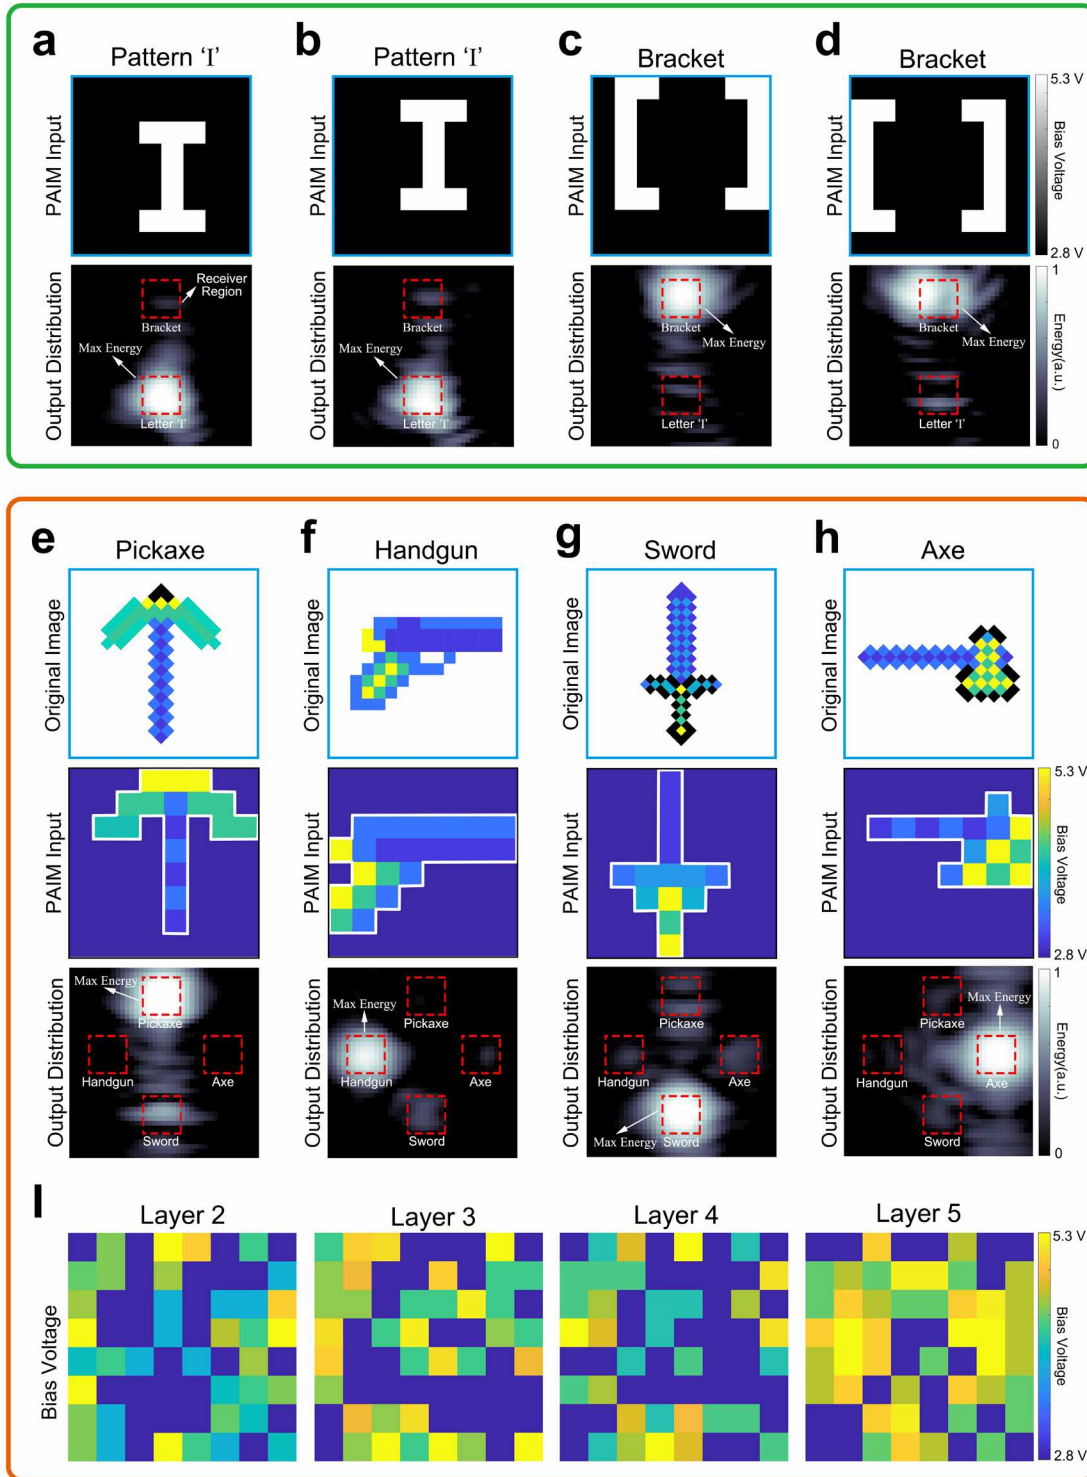 a
Pattern ‘I’
b
Pattern ‘I’
c
Bracket
d
Bracket
PAIM Input
PAIM Input
PAIM Input
PAIM Input
5.3 V
Bias Voltage
2.8 V
Output Distribution
Receiver
Region
Bracket
Max Energy
Letter ‘I’
Output Distribution
Bracket
Max Energy
Letter ‘I’
Output Distribution
Bracket
Max Energy
Letter ‘I’
Output Distribution
Bracket
Max Energy
Letter ‘I’
1
Energy(a.u.)
0
e
Pickaxe
f
Handgun
g
Sword
h
Axe
Original Image
Original Image
Original Image
Original Image
PAIM Input
PAIM Input
PAIM Input
PAIM Input
5.3 V
Bias Voltage
2.8 V
Output Distribution
Max Energy
Pickaxe
Handgun
Axe
Sword
Output Distribution
Max Energy
Pickaxe
Handgun
Axe
Sword
Output Distribution
Pickaxe
Handgun
Axe
Max Energy
Sword
Output Distribution
Max Energy
Pickaxe
Handgun
Axe
Sword
1
Energy(a.u.)
0
l
Layer 2
Layer 3
Layer 4
Layer 5
Bias Voltage
5.3 V
Bias Voltage
2.8 V